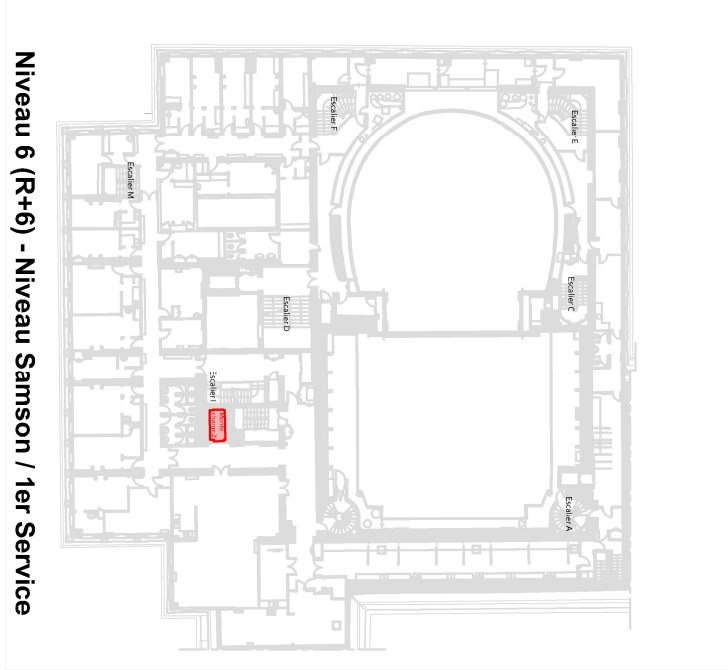 Niveau 6 (R+6) - Niveau Samson / 1er Service
Escalier F
Escalier E
Escalier M
Escalier C
Escalier D
Escalier I
Escalier A